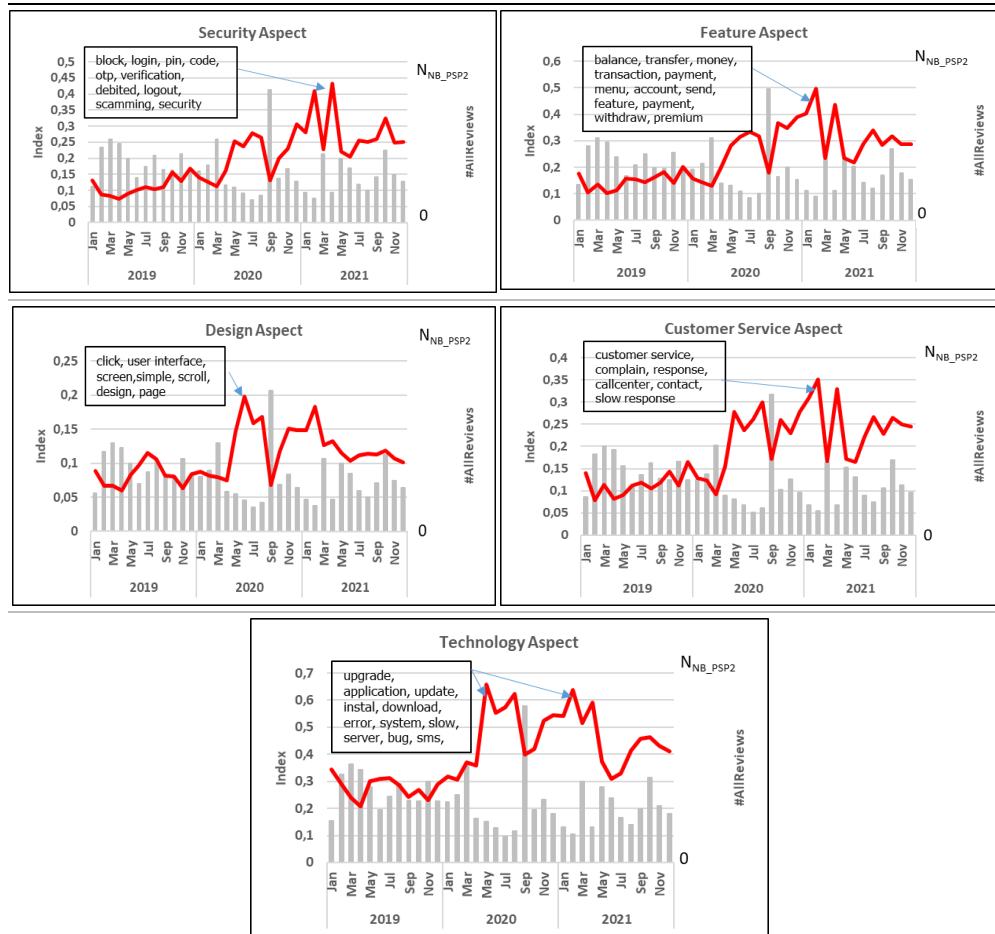 Security Aspect
block, login, pin, code,
otp, verification,
debited, logout,
scamming, security
N NB_PSP2
0,5
0,45
0,4
0,35
0,3
0,25
0,2
0,15
0,1
0,05
0
Index
#AllReviews
0
Jan Mar May Jul Sep Nov Jan Mar May Jul Sep Nov Jan Mar May Jul Sep Nov
2019 2020 2021
Feature Aspect
balance, transfer, money,
transaction, payment,
menu, account, send,
feature, payment,
withdraw, premium
N NB_PSP2
0,6
0,5
0,4
0,3
0,2
0,1
0
Index
#AllReviews
0
Jan Mar May Jul Sep Nov Jan Mar May Jul Sep Nov Jan Mar May Jul Sep Nov
2019 2020 2021
Design Aspect
click, user interface,
screen,simple, scroll,
design, page
N NB_PSP2
0,25
0,2
0,15
0,1
0,05
0
Index
#AllReviews
0
Jan Mar May Jul Sep Nov Jan Mar May Jul Sep Nov Jan Mar May Jul Sep Nov
2019 2020 2021
Customer Service Aspect
customer service,
complain, response,
callcenter, contact,
slow response
N NB_PSP2
0,4
0,35
0,3
0,25
0,2
0,15
0,1
0,05
0
Index
#AllReviews
0
Jan Mar May Jul Sep Nov Jan Mar May Jul Sep Nov Jan Mar May Jul Sep Nov
2019 2020 2021
Technology Aspect
upgrade,
application, update,
instal, download,
error, system, slow,
server, bug, sms,
N NB_PSP2
0,7
0,6
0,5
0,4
0,3
0,2
0,1
0
Index
#AllReviews
0
Jan Mar May Jul Sep Nov Jan Mar May Jul Sep Nov Jan Mar May Jul Sep Nov
2019 2020 2021